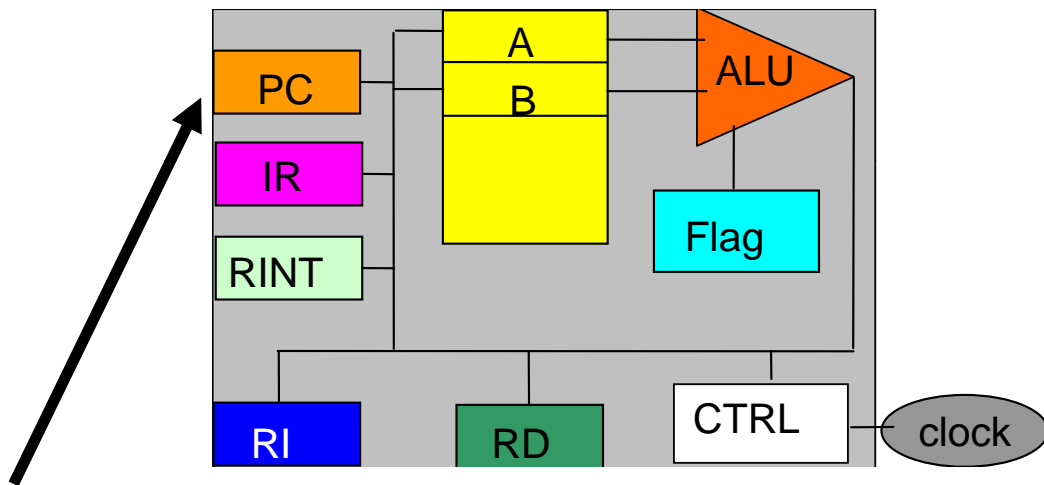 A
ALU
PC
B
IR
Flag
RINT
CTRL
clock
RI
RD